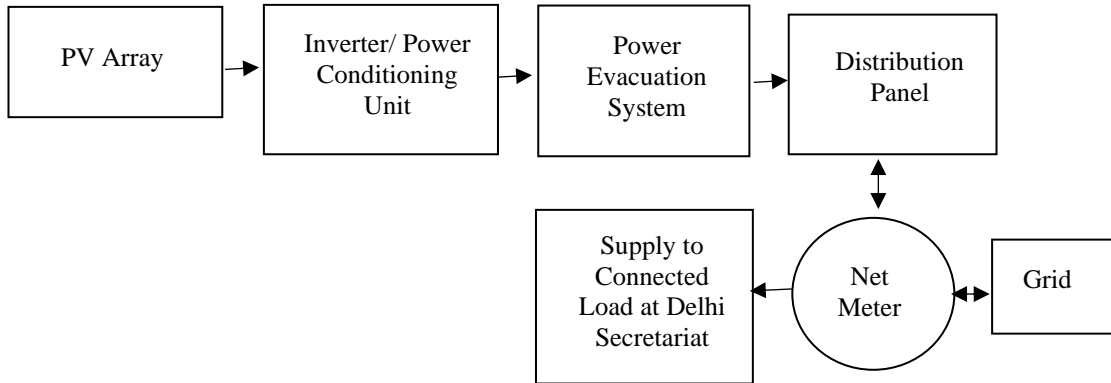 PV Array
Inverter/ Power
Conditioning
Unit
Power
Evacuation
System
Distribution
Panel
Supply to
Connected
Load at Delhi
Secretariat
Net
Meter
Grid